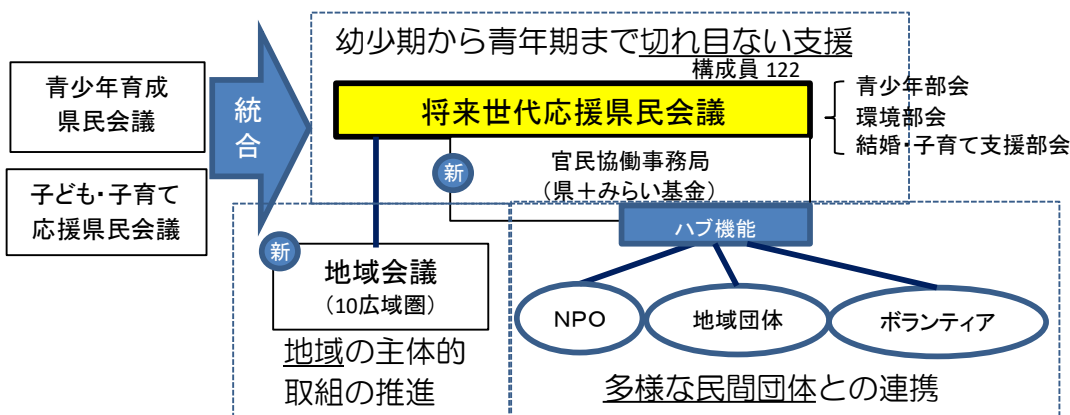 幼少期から青年期まで切れ目ない支援
構成員 122
青少年育成
県民会議
統
合
将来世代応援県民会議
青少年部会
環境部会
結婚・子育て支援部会
子ども・子育て
応援県民会議
新
官民協働事務局
（県＋みらい基金）
ハブ機能
新
地域会議
（10広域圏）
NPO
地域団体
ボランティア
地域の主体的
取組の推進
多様な民間団体との連携